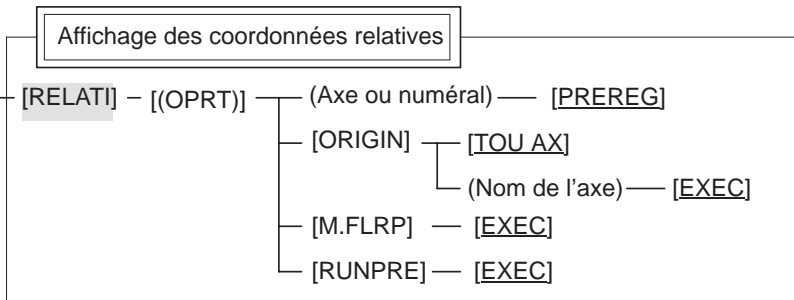 Affichage des coordonnées relatives
[RELATI] [(OPRT)] (Axe ou numéral) [PREREG]
[ORIGIN] [TOU AX]
(Nom de l’axe) [EXEC]
[M.FLRP] [EXEC]
[RUNPRE] [EXEC]